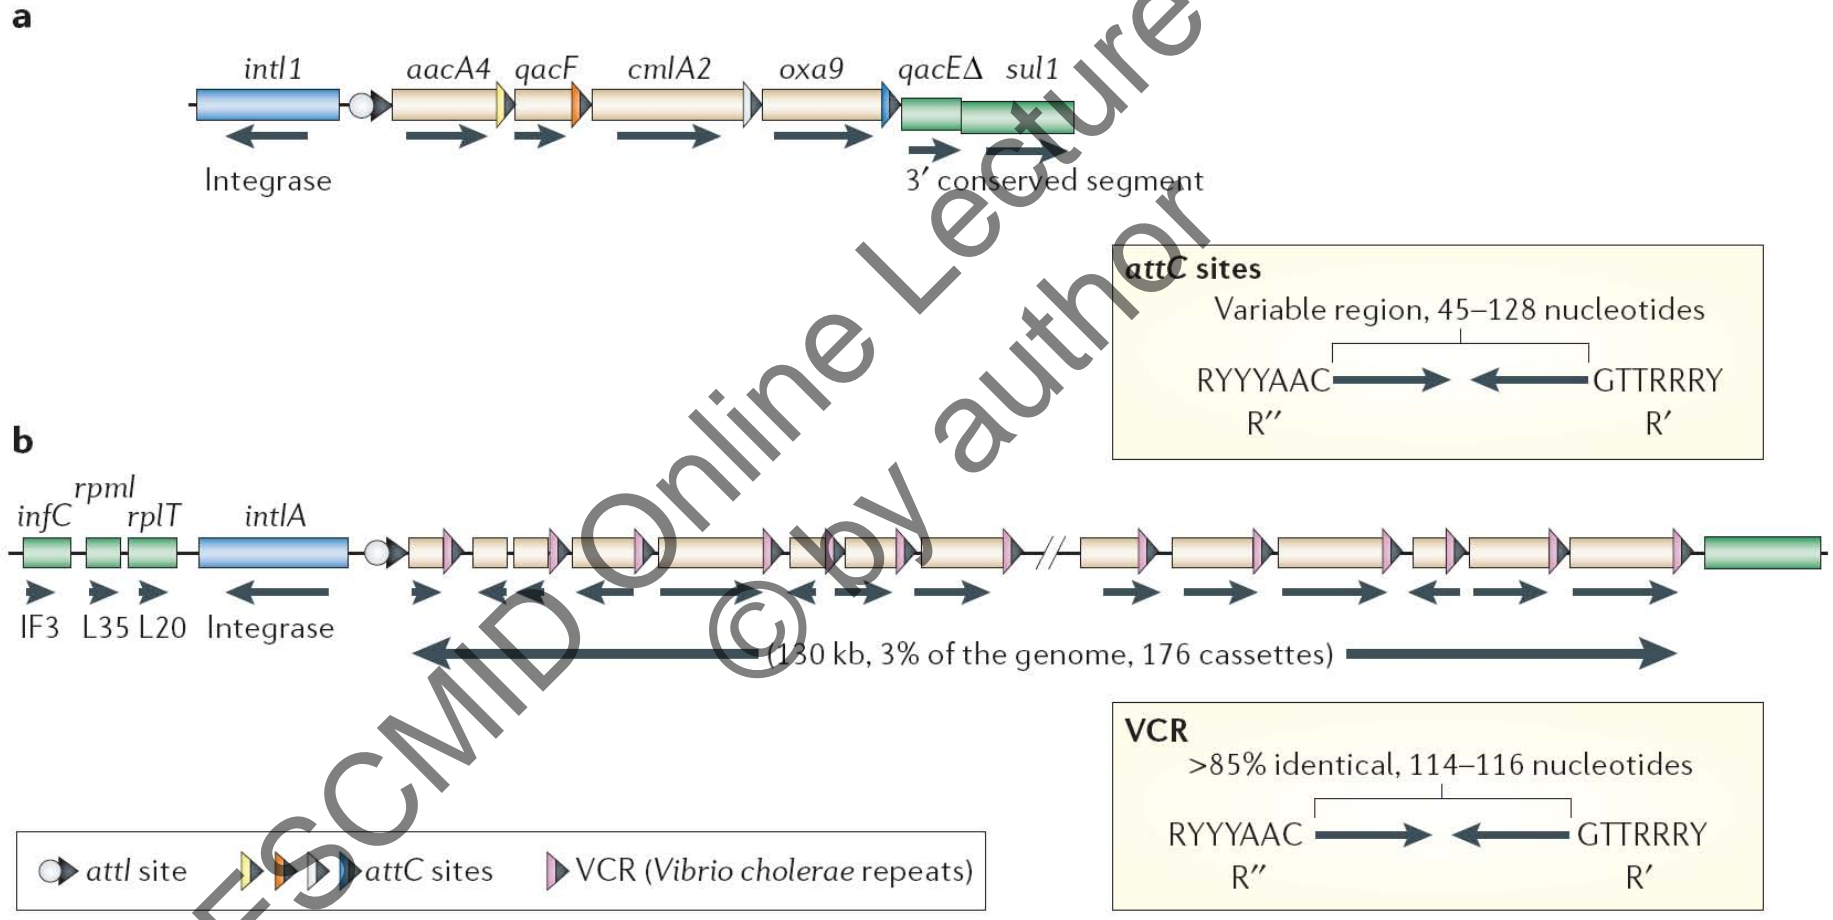 a
intI1 aacA4 qacF cmlA2 oxa9 qacEΔ sul1
Integrase
3′ conserved segment
attC sites
Variable region, 45–128 nucleotides
RYYYAAC GTTRRRY
R″ R′
b
infC rpmI rplT intIA
IF3 L35 L20 Integrase
(130 kb, 3% of the genome, 176 cassettes)
VCR
>85% identical, 114–116 nucleotides
RYYYAAC GTTRRRY
R″ R′
attI site attC sites VCR (Vibrio cholerae repeats)
ESCMID Online Lecture
© by author